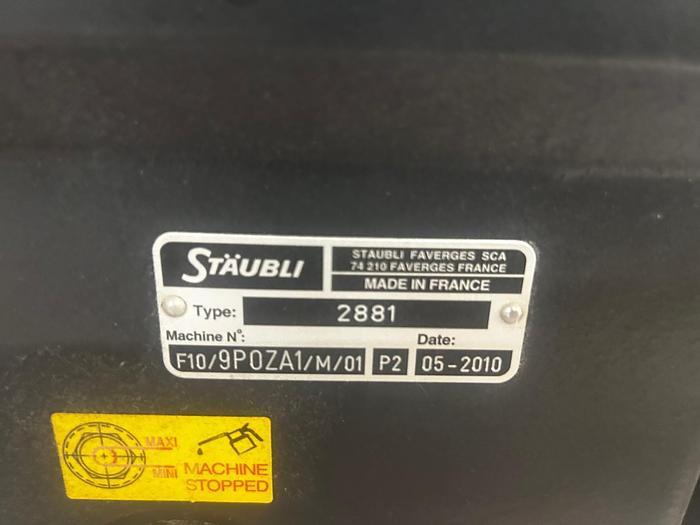 STÄUBLI
STAUBLI FAVERGES SCA
74 210 FAVERGES FRANCE
MADE IN FRANCE
Type: 2881
Machine N°: Date:
F10/9P0ZA1/M/01 P2 05-2010
MAXI
MINI
MACHINE
STOPPED